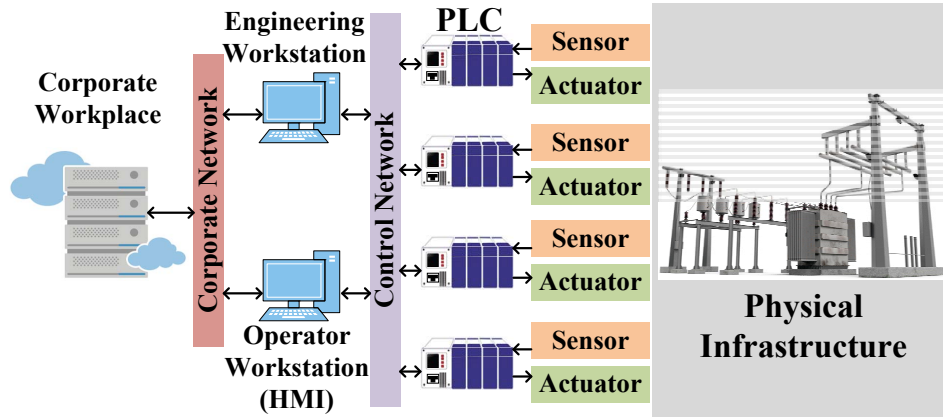 Corporate
Workplace
Corporate Network
Engineering
Workstation
Operator
Workstation
(HMI)
Control Network
PLC
Sensor
Actuator
Sensor
Actuator
Sensor
Actuator
Sensor
Actuator
Physical
Infrastructure